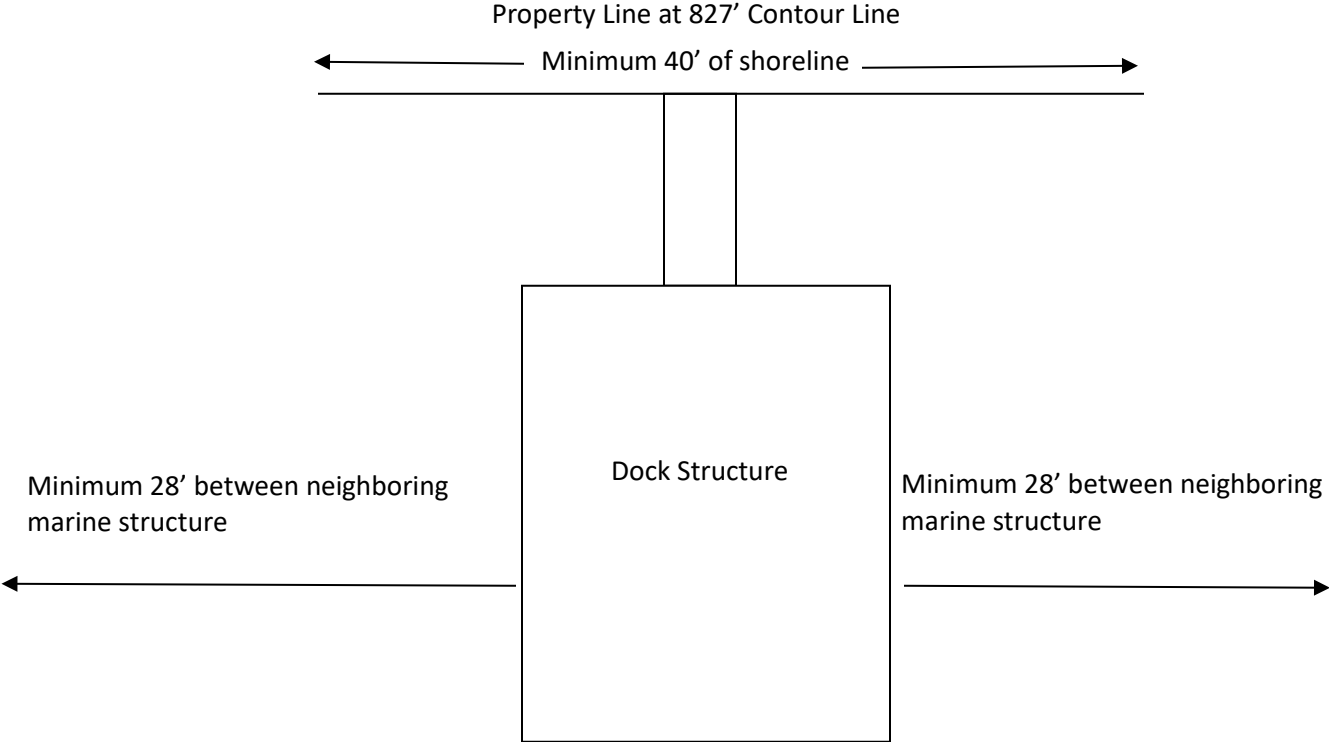 Property Line at 827’ Contour Line
Minimum 40’ of shoreline
Dock Structure
Minimum 28’ between neighboring
marine structure
Minimum 28’ between neighboring
marine structure